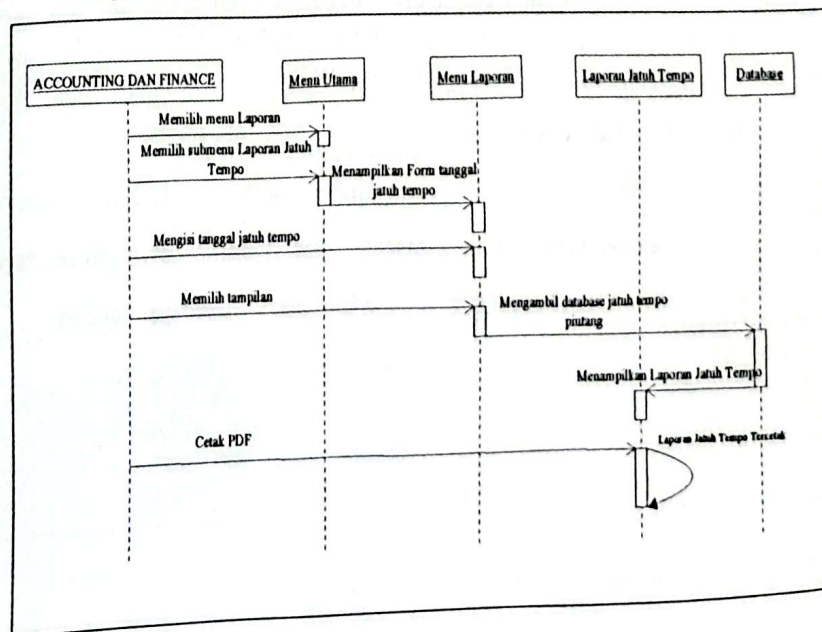 ACCOUNTING DAN FINANCE
Menu Utama
Menu Laporan
Laporan Jatuh Tempo
Database
Memilih menu Laporan
Memilih submenu Laporan Jatuh
Tempo
Menampilkan Form tanggal
jatuh tempo
Mengisi tanggal jatuh tempo
Memilih tampilan
Mengambil database jatuh tempo
piutang
Menampilkan Laporan Jatuh Tempo
Cetak PDF
Laporan Jatuh Tempo Tercetak